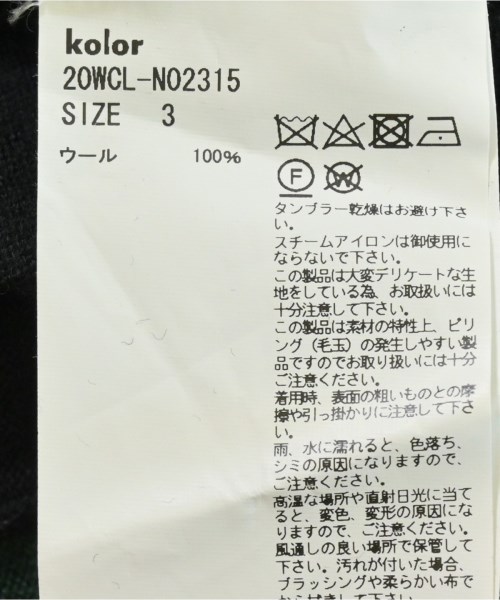 kolor
20WCL-N02315
SIZE 3
ウール 100%
F
W
タンブラー乾燥はお避け下さ
い。
スチームアイロンは御使用に
ならないで下さい。
この製品は大変デリケートな生
地をしている為、お取扱いには
十分注意して下さい。
この製品は素材の特性上、ピリ
ング(毛玉)の発生しやすい製
品ですのでお取り扱いには十分
ご注意ください。
着用時、表面の粗いものとの摩
擦や引っ掛かりに注意して下さ
い。
雨、水に濡れると、色落ち、
シミの原因になりますので、
ご注意ください。
高温な場所や直射日光に当て
ると、変色、変形の原因にな
りますので、ご注意ください。
風通しの良い場所で保管して
下さい。汚れが付いた場合、
ブラッシングや柔らかい布で